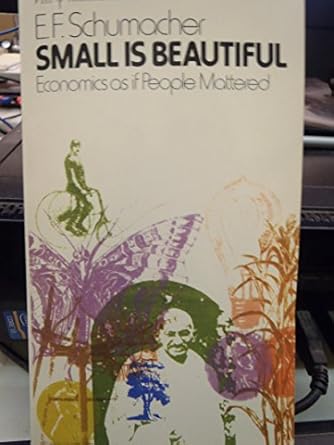 E.F. Schumacher
SMALL IS BEAUTIFUL
Economics as if People Mattered